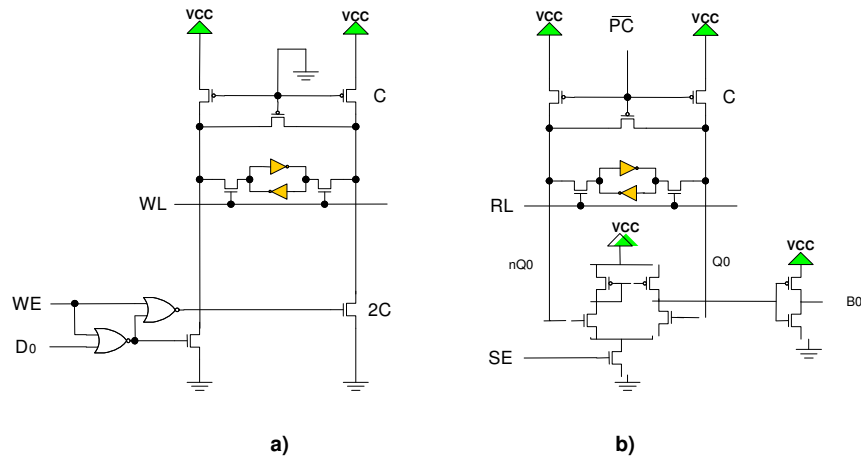 VCC VCC VCC VCC
PC
C C
WL RL
VCC VCC
nQ0 Q0
WE 2C B0
D0
SE
a) b)